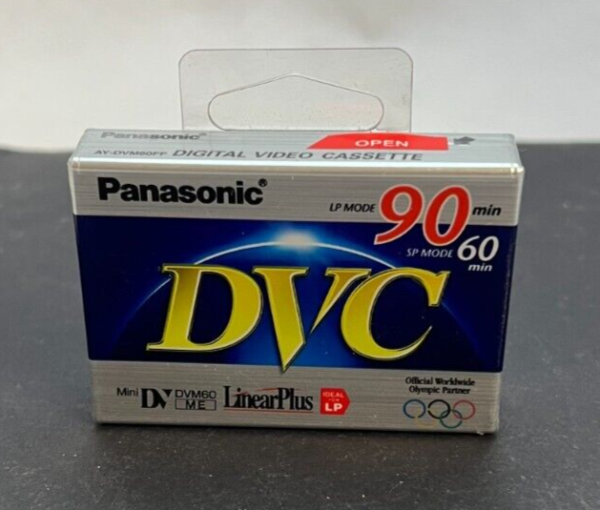 Panasonic
OPEN
AY-DVM60FF DIGITAL VIDEO CASSETTE
Panasonic®
LP MODE 90 min
SP MODE 60 min
DVC
Mini DV DVM60 ME LinearPlus IDEAL FOR LP
Official Worldwide
Olympic Partner